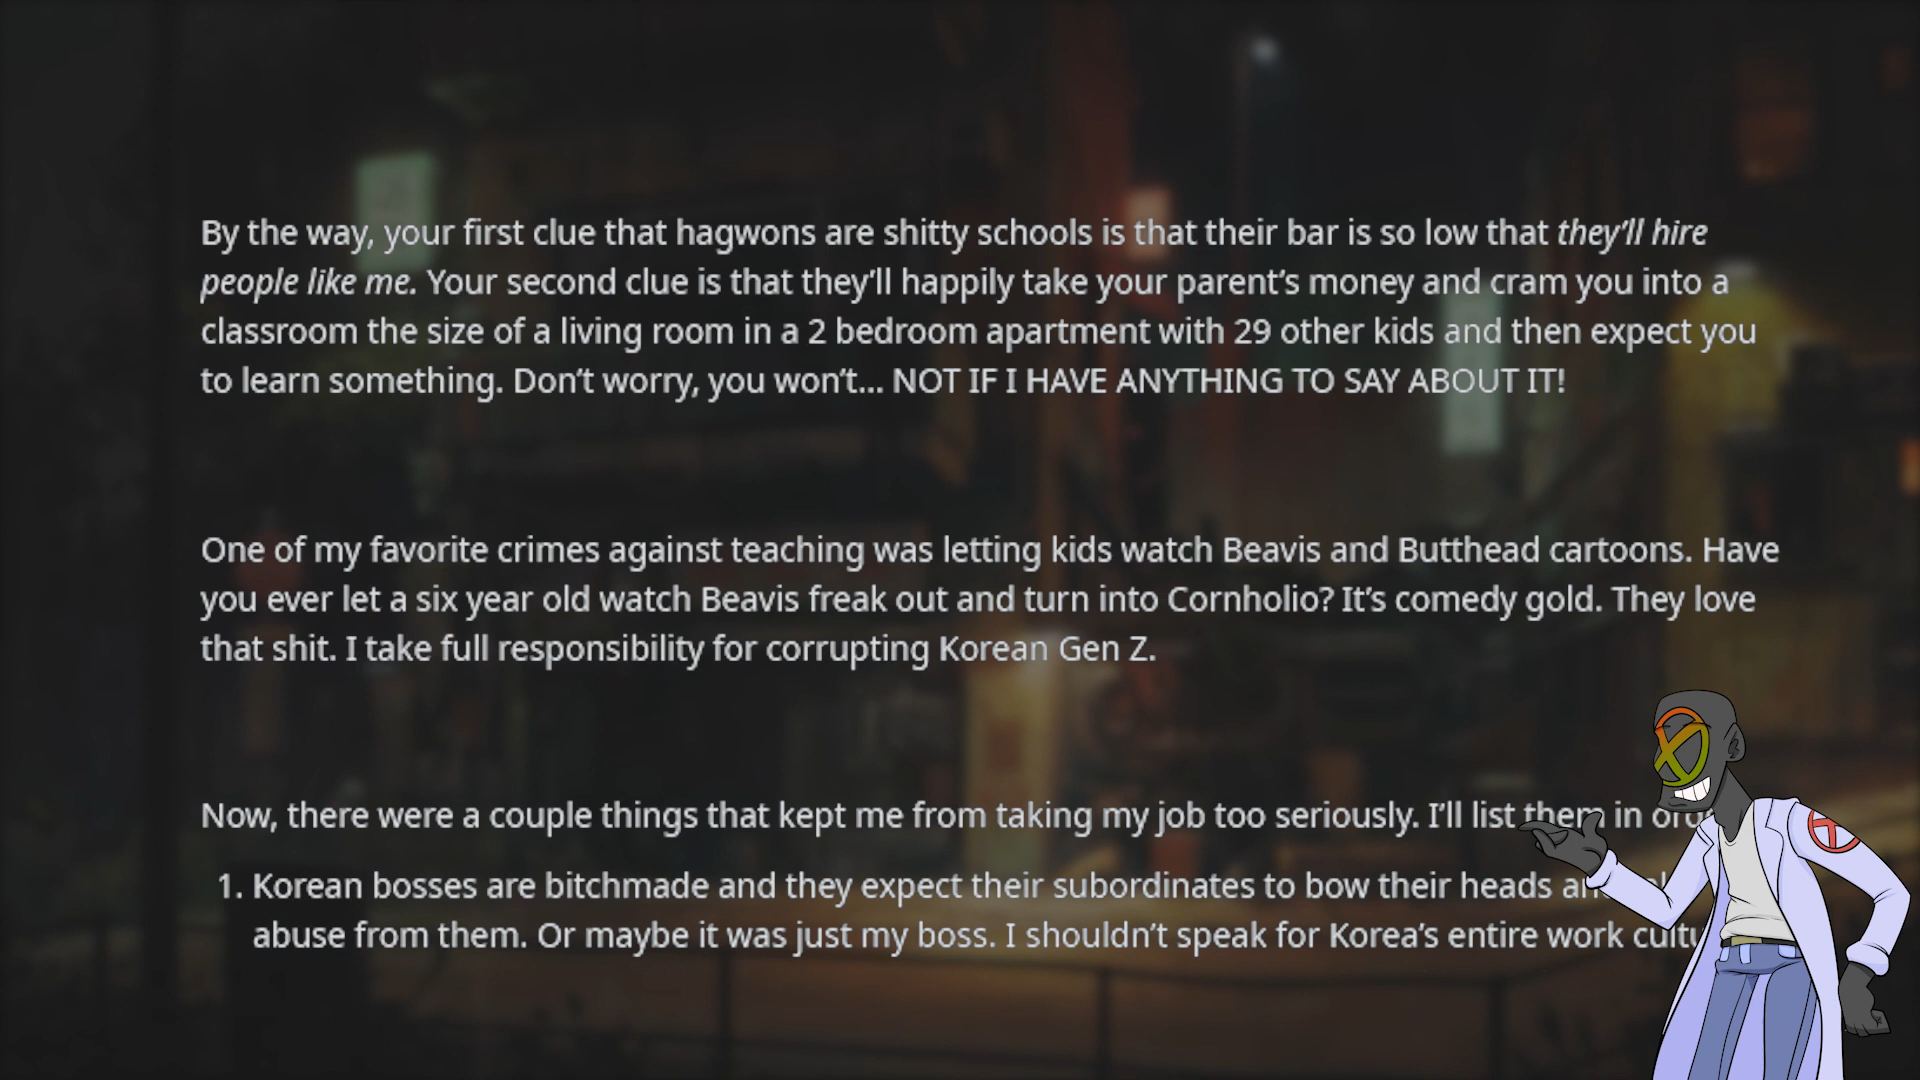 By the way, your first clue that hagwons are shitty schools is that their bar is so low that they'll hire
people like me. Your second clue is that they'll happily take your parent's money and cram you into a
classroom the size of a living room in a 2 bedroom apartment with 29 other kids and then expect you
to learn something. Don't worry, you won't... NOT IF I HAVE ANYTHING TO SAY ABOUT IT!
One of my favorite crimes against teaching was letting kids watch Beavis and Butthead cartoons. Have
you ever let a six year old watch Beavis freak out and turn into Cornholio? It's comedy gold. They love
that shit. I take full responsibility for corrupting Korean Gen Z.
Now, there were a couple things that kept me from taking my job too seriously. I'll list them in
1. Korean bosses are bitchmade and they expect their subordinates to bow their heads
abuse from them. Or maybe it was just my boss. I shouldn't speak for Korea's entire work